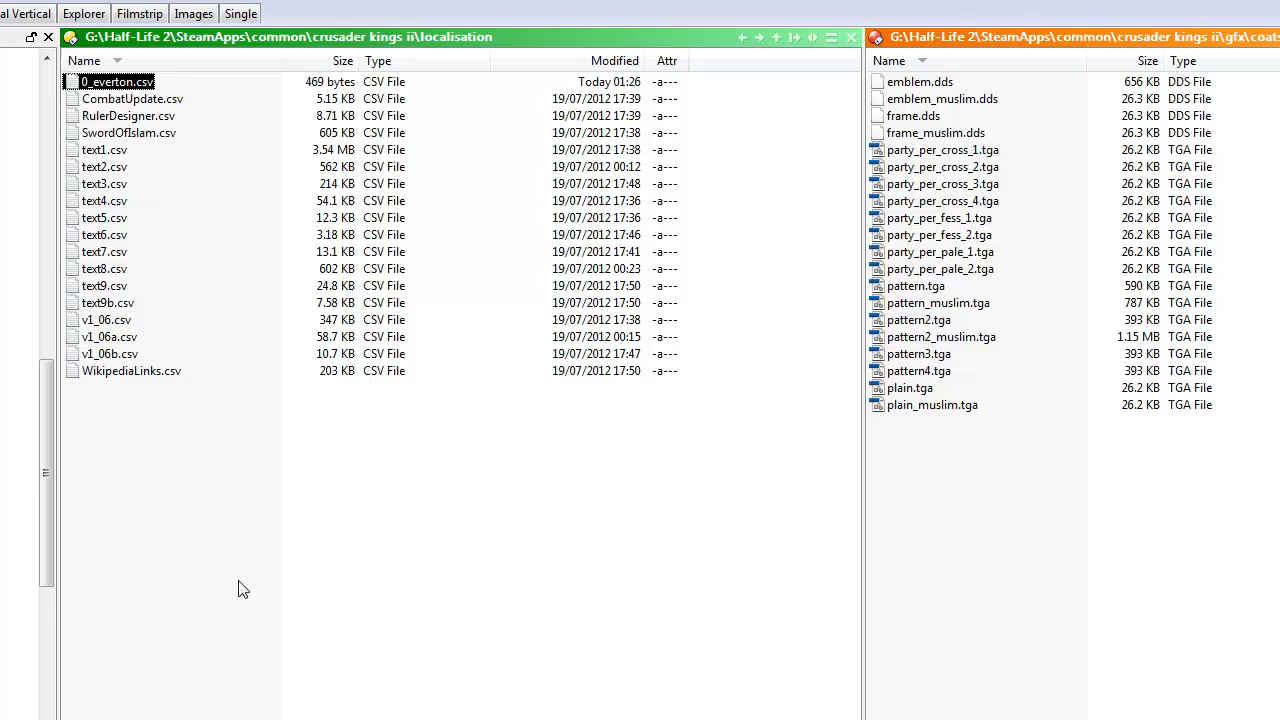 al Vertical Explorer Filmstrip Images Single
G:\Half-Life 2\SteamApps\common\crusader kings ii\localisation
Name Size Type Modified Attr
0_everton.csv 469 bytes CSV File Today 01:26 -a---
CombatUpdate.csv 5.15 KB CSV File 19/07/2012 17:39 -a---
RulerDesigner.csv 8.71 KB CSV File 19/07/2012 17:39 -a---
SwordOfIslam.csv 605 KB CSV File 19/07/2012 17:38 -a---
text1.csv 3.54 MB CSV File 19/07/2012 17:38 -a---
text2.csv 562 KB CSV File 19/07/2012 00:12 -a---
text3.csv 214 KB CSV File 19/07/2012 17:48 -a---
text4.csv 54.1 KB CSV File 19/07/2012 17:36 -a---
text5.csv 12.3 KB CSV File 19/07/2012 17:36 -a---
text6.csv 3.18 KB CSV File 19/07/2012 17:46 -a---
text7.csv 13.1 KB CSV File 19/07/2012 17:41 -a---
text8.csv 602 KB CSV File 19/07/2012 00:23 -a---
text9.csv 24.8 KB CSV File 19/07/2012 17:50 -a---
text9b.csv 7.58 KB CSV File 19/07/2012 17:50 -a---
v1_06.csv 347 KB CSV File 19/07/2012 17:38 -a---
v1_06a.csv 58.7 KB CSV File 19/07/2012 00:15 -a---
v1_06b.csv 10.7 KB CSV File 19/07/2012 17:47 -a---
WikipediaLinks.csv 203 KB CSV File 19/07/2012 17:50 -a---
G:\Half-Life 2\SteamApps\common\crusader kings ii\gfx\coats
Name Size Type
emblem.dds 656 KB DDS File
emblem_muslim.dds 26.3 KB DDS File
frame.dds 26.3 KB DDS File
frame_muslim.dds 26.3 KB DDS File
party_per_cross_1.tga 26.2 KB TGA File
party_per_cross_2.tga 26.2 KB TGA File
party_per_cross_3.tga 26.2 KB TGA File
party_per_cross_4.tga 26.2 KB TGA File
party_per_fess_1.tga 26.2 KB TGA File
party_per_fess_2.tga 26.2 KB TGA File
party_per_pale_1.tga 26.2 KB TGA File
party_per_pale_2.tga 26.2 KB TGA File
pattern.tga 590 KB TGA File
pattern_muslim.tga 787 KB TGA File
pattern2.tga 393 KB TGA File
pattern2_muslim.tga 1.15 MB TGA File
pattern3.tga 393 KB TGA File
pattern4.tga 393 KB TGA File
plain.tga 26.2 KB TGA File
plain_muslim.tga 26.2 KB TGA File